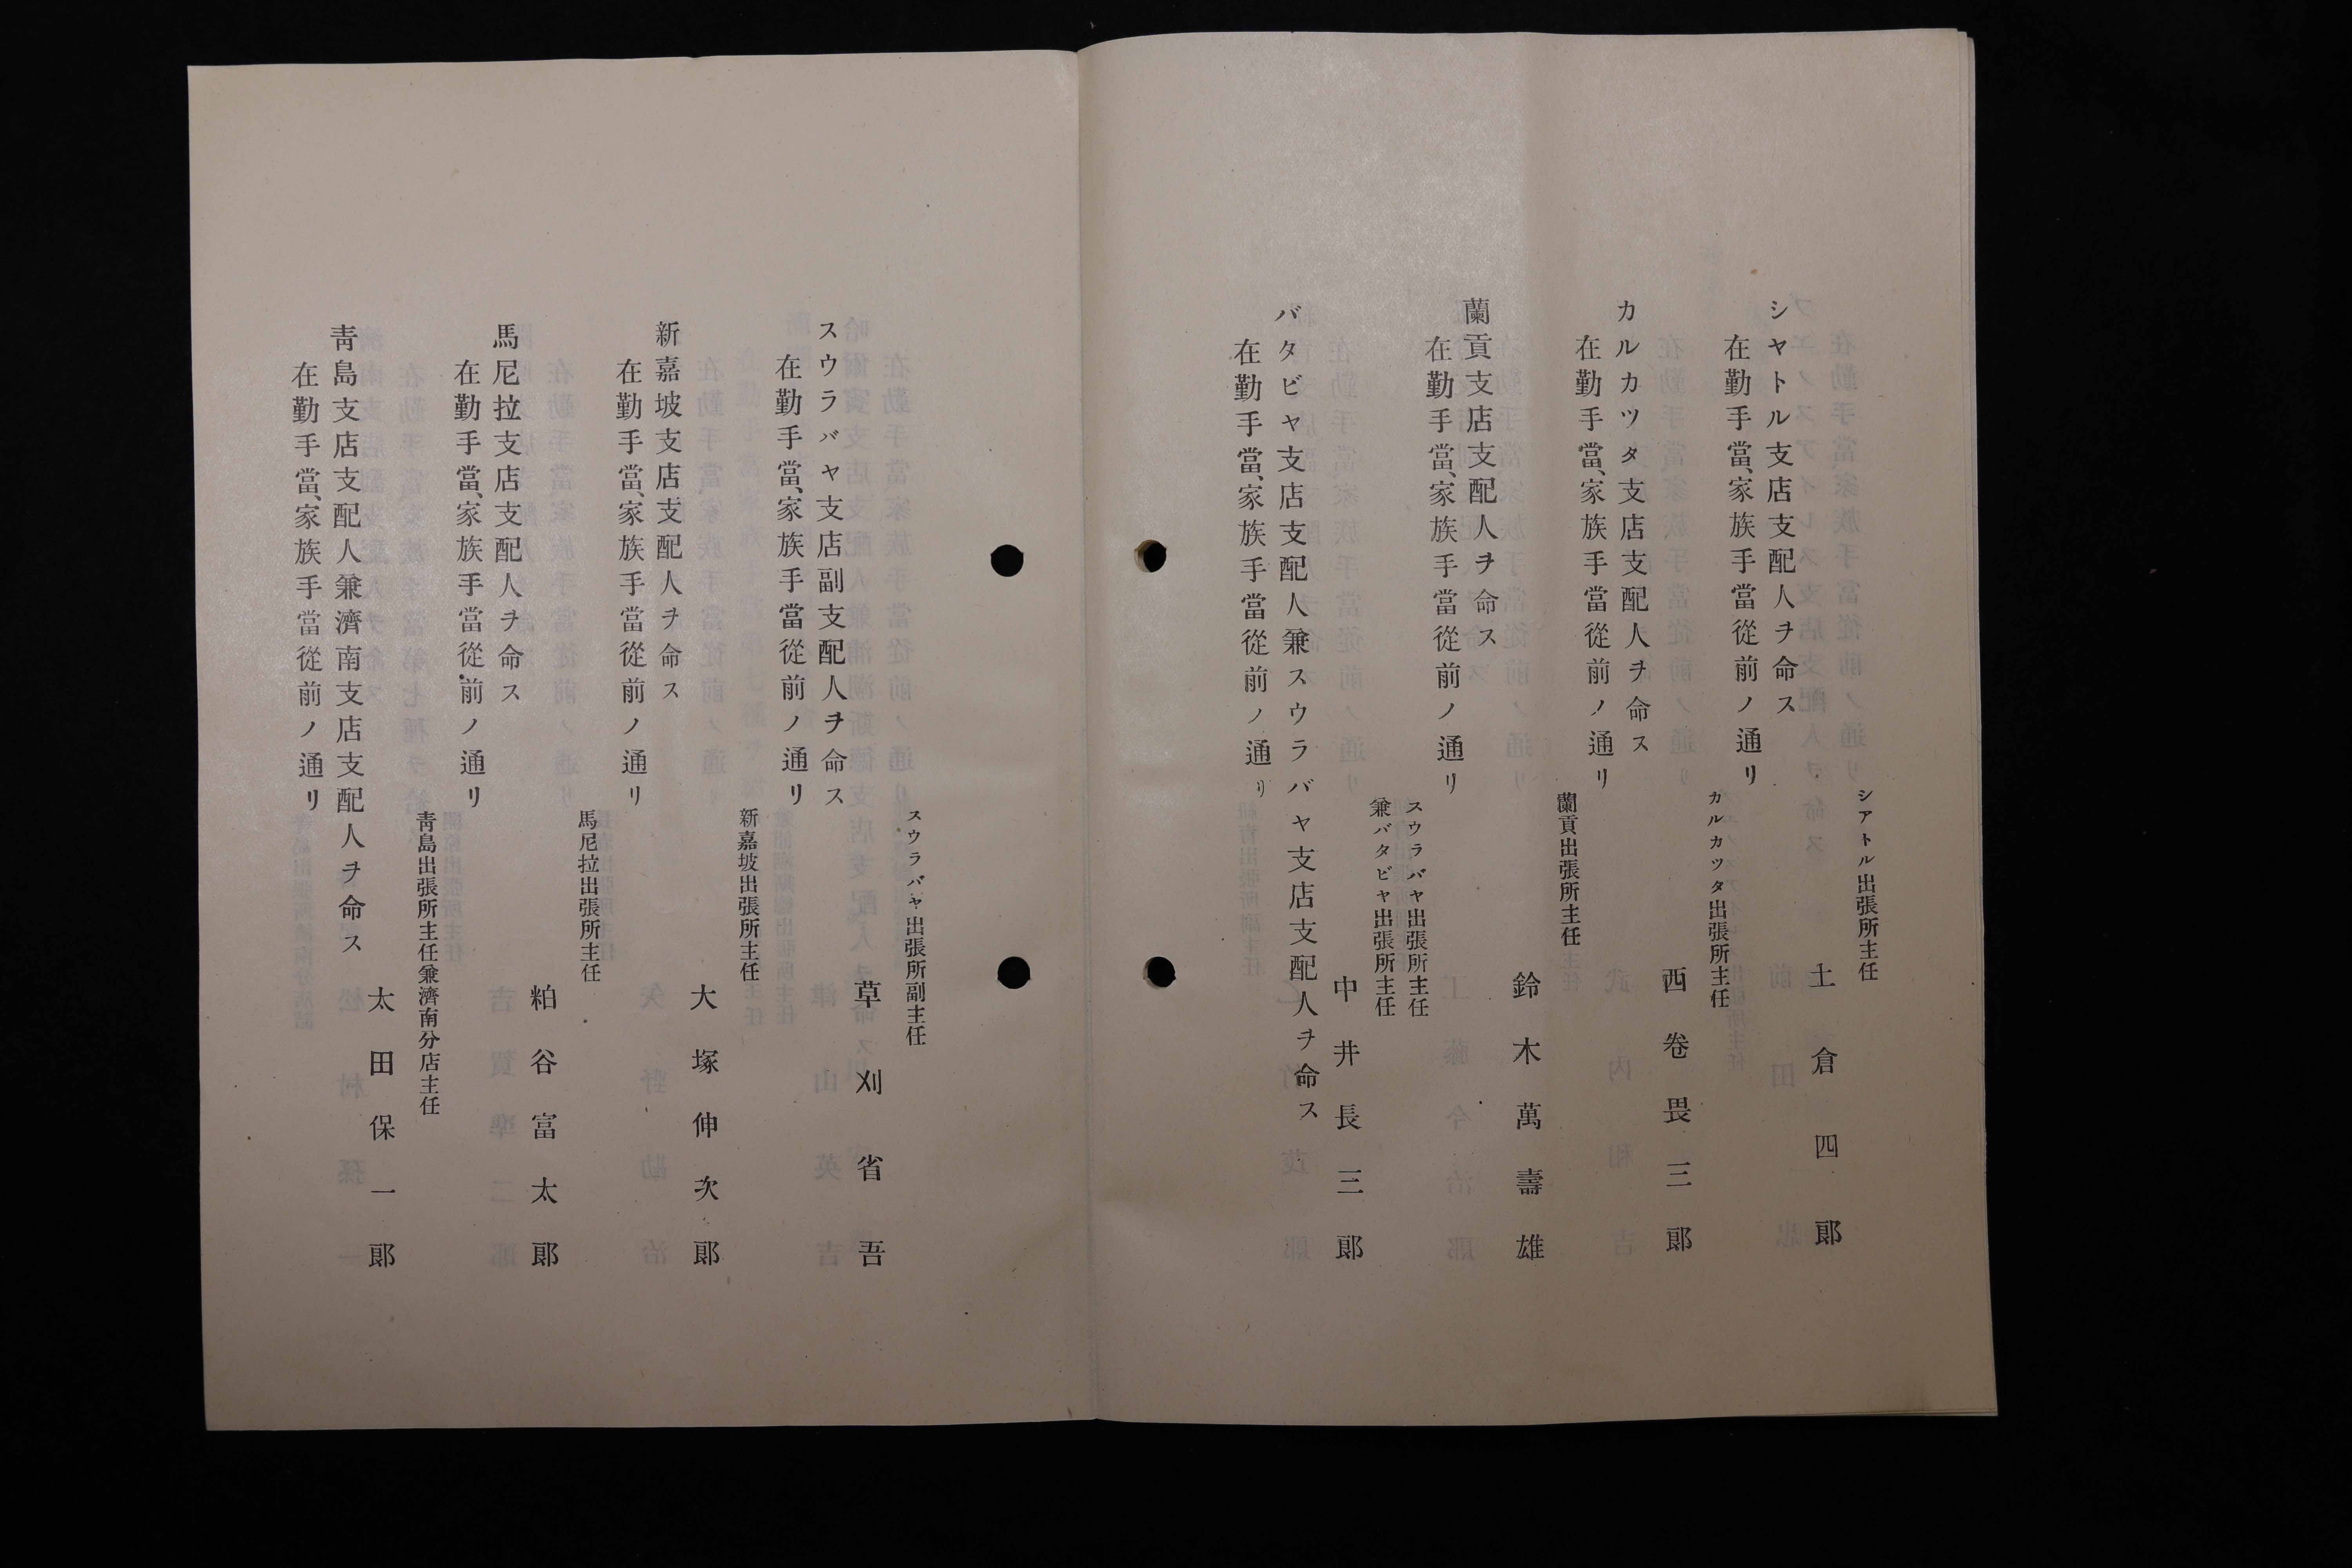 シアトル出張所主任
土倉四郞
シヤトル支店支配人ヲ命ス
在勤手當、家族手當從前ノ通リ
カルカツタ出張所主任
西卷畏三郞
カルカツタ支店支配人ヲ命ス
在勤手當、家族手當從前ノ通リ
蘭貢出張所主任
鈴木萬壽雄
蘭貢支店支配人ヲ命ス
在勤手當、家族手當從前ノ通リ
スウラバヤ出張所主任
兼バタビヤ出張所主任
中井長三郞
バタビヤ支店支配人兼スウラバヤ支店支配人ヲ命ス
在勤手當、家族手當從前ノ通リ
スウラバヤ出張所副主任
草刈省吾
スウラバヤ支店副支配人ヲ命ス
在勤手當、家族手當從前ノ通リ
新嘉坡出張所主任
大塚伸次郞
新嘉坡支店支配人ヲ命ス
在勤手當、家族手當從前ノ通リ
馬尼拉出張所主任
粕谷富太郞
馬尼拉支店支配人ヲ命ス
在勤手當、家族手當從前ノ通リ
靑島出張所主任兼濟南分店主任
太田保一郞
靑島支店支配人兼濟南支店支配人ヲ命ス
在勤手當、家族手當從前ノ通リ